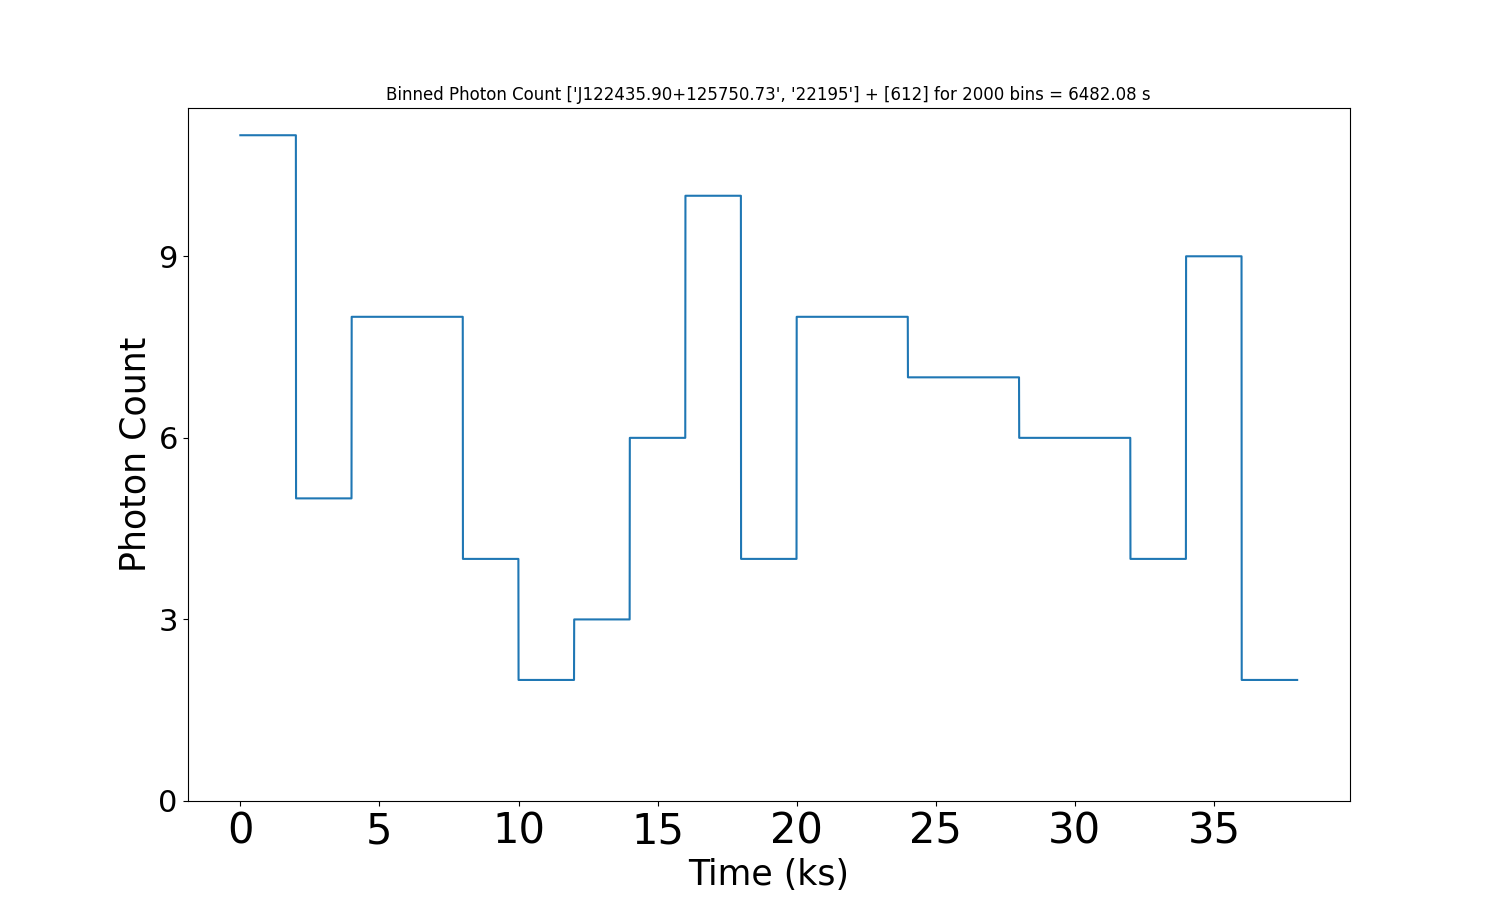 Binned Photon Count ['J122435.90+125750.73', '22195'] + [612] for 2000 bins = 6482.08 s
9
6
3
0
Photon Count
0 5 10 15 20 25 30 35
Time (ks)